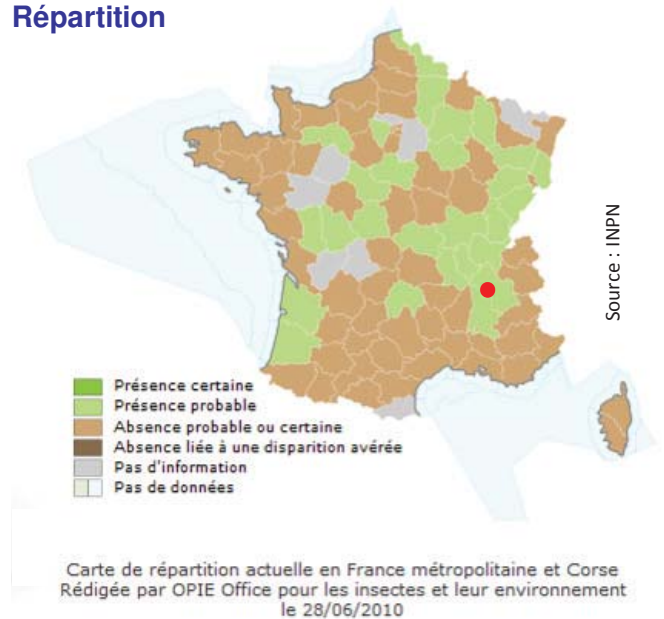 Répartition
Source : INPN
Présence certaine
Présence probable
Absence probable ou certaine
Absence liée à une disparition avérée
Pas d'information
Pas de données
Carte de répartition actuelle en France métropolitaine et Corse
Rédigée par OPIE Office pour les insectes et leur environnement
le 28/06/2010